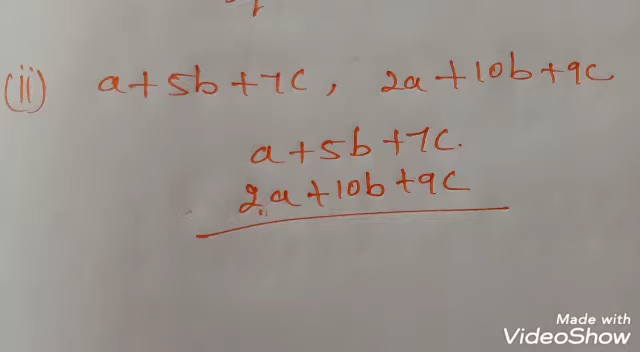 (ii) a+5b+7c, 2a+10b+9c
a+5b+7c.
2a+10b+9c
Made with
VideoShow